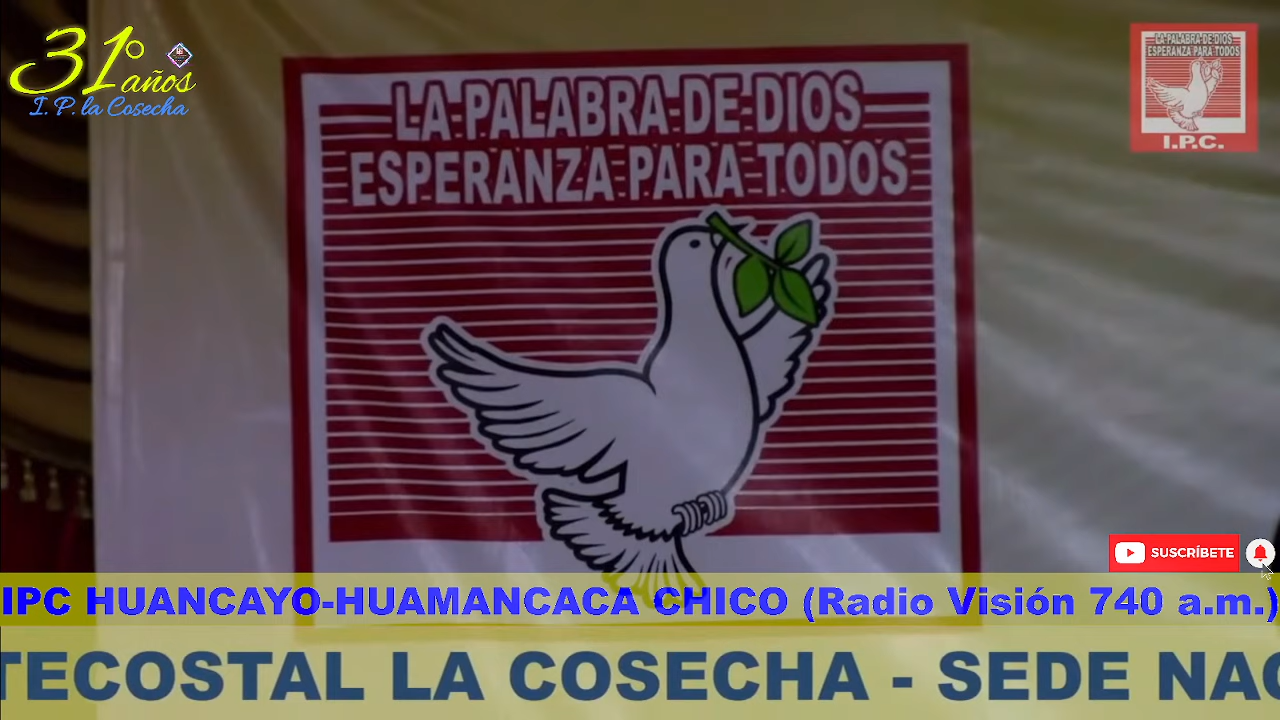 31° años
I. P. la Cosecha
LA PALABRA DE DIOS
ESPERANZA PARA TODOS
LA PALABRA DE DIOS
ESPERANZA PARA TODOS
I.P.C.
SUSCRÍBETE
IPC HUANCAYO-HUAMANCACA CHICO (Radio Visión 740 a.m.)
TECOSTAL LA COSECHA - SEDE NAC